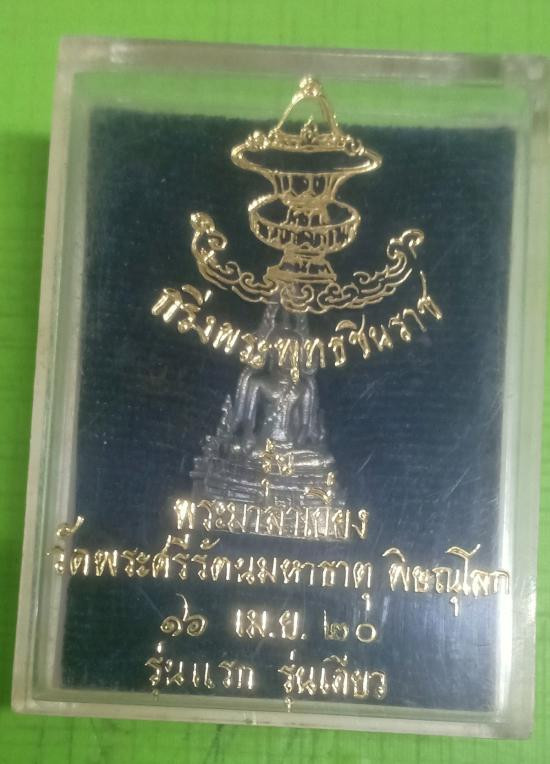 กริ่งพระพุทธชินราช
รุ่น
พระมาลาเบี่ยง
วัดพระศรีรัตนมหาธาตุ พิษณุโลก
๑๖ เม.ย. ๒๐
รุ่นแรก รุ่นเดียว